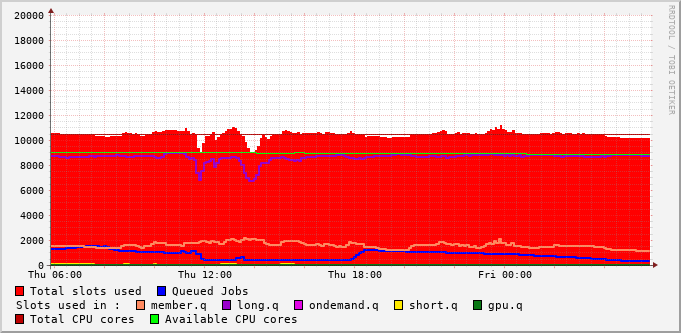 20000
18000
16000
14000
12000
10000
8000
6000
4000
2000
0
Thu 06:00 Thu 12:00 Thu 18:00 Fri 00:00
Total slots used Queued Jobs
Slots used in : member.q long.q ondemand.q short.q gpu.q
Total CPU cores Available CPU cores
RRDTOOL / TOBI OETIKER